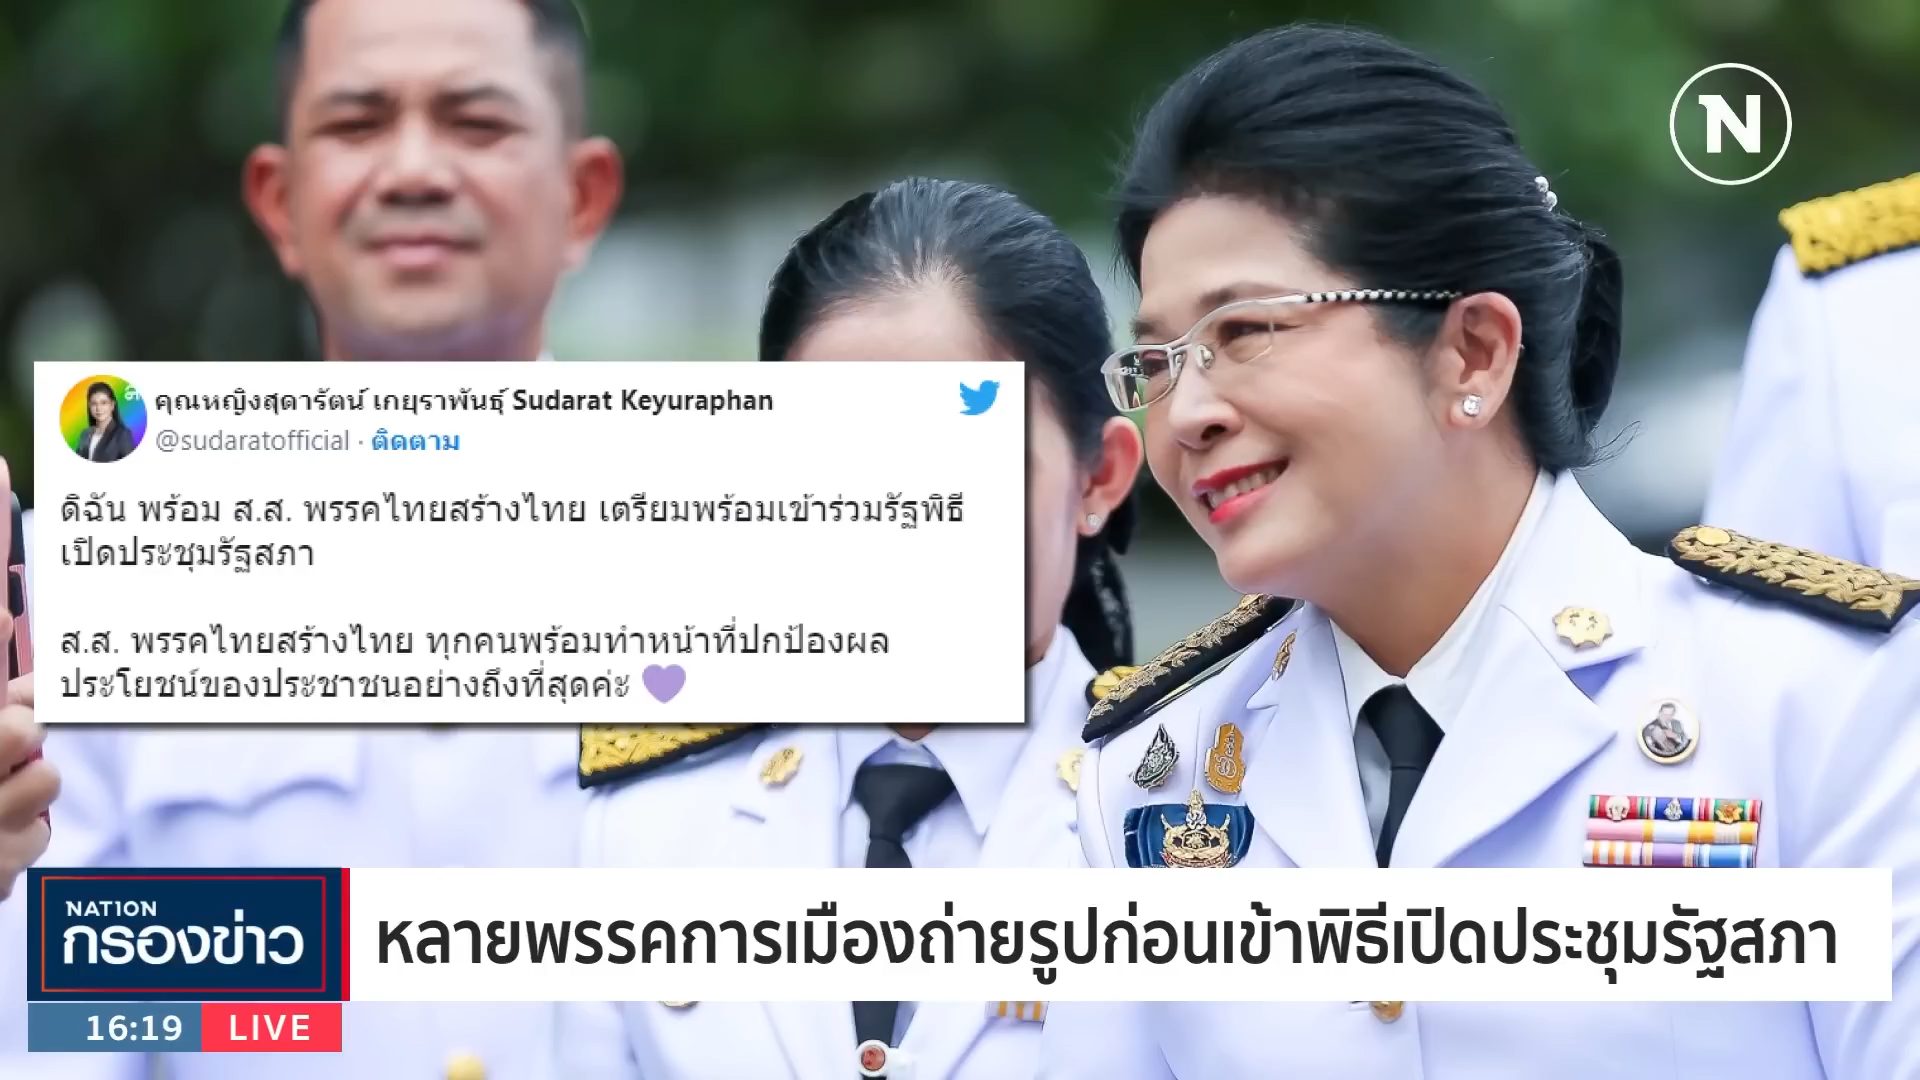 N
คุณหญิงสุดารัตน์ เกยุราพันธุ์ Sudarat Keyuraphan
@sudaratofficial · ติดตาม
ดิฉัน พร้อม ส.ส. พรรคไทยสร้างไทย เตรียมพร้อมเข้าร่วมรัฐพิธี
เปิดประชุมรัฐสภา
ส.ส. พรรคไทยสร้างไทย ทุกคนพร้อมทำหน้าที่ปกป้องผล
ประโยชน์ของประชาชนอย่างถึงที่สุดค่ะ 💜
NATION
กรองข่าว
หลายพรรคการเมืองถ่ายรูปก่อนเข้าพิธีเปิดประชุมรัฐสภา
16:19 LIVE